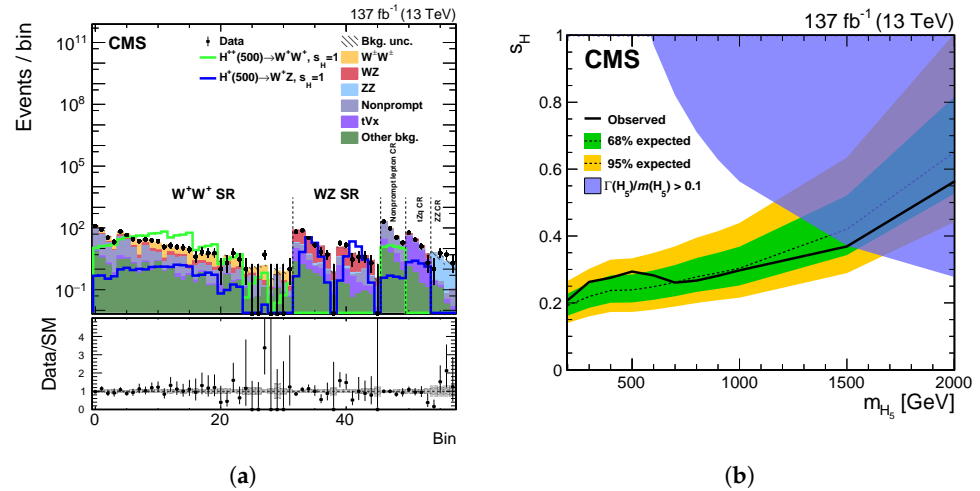 137 fb⁻¹ (13 TeV)
CMS
Data
H⁺⁺(500)→W⁺W⁺, s_H=1
H⁺(500)→W⁺Z, s_H=1
Bkg. unc.
W±W±
WZ
ZZ
Nonprompt
tVx
Other bkg.
Events / bin
10¹¹
10⁸
10⁵
10²
10⁻¹
W⁺W⁺ SR
WZ SR
Nonprompt lepton CR
tZq CR
ZZ CR
Data/SM
4
3
2
1
0
0 20 40
Bin
(a)
137 fb⁻¹ (13 TeV)
s_H
CMS
Observed
68% expected
95% expected
Γ(H₅)/m(H₅) > 0.1
1
0.8
0.6
0.4
0.2
0
500 1000 1500 2000
m_H₅ [GeV]
(b)